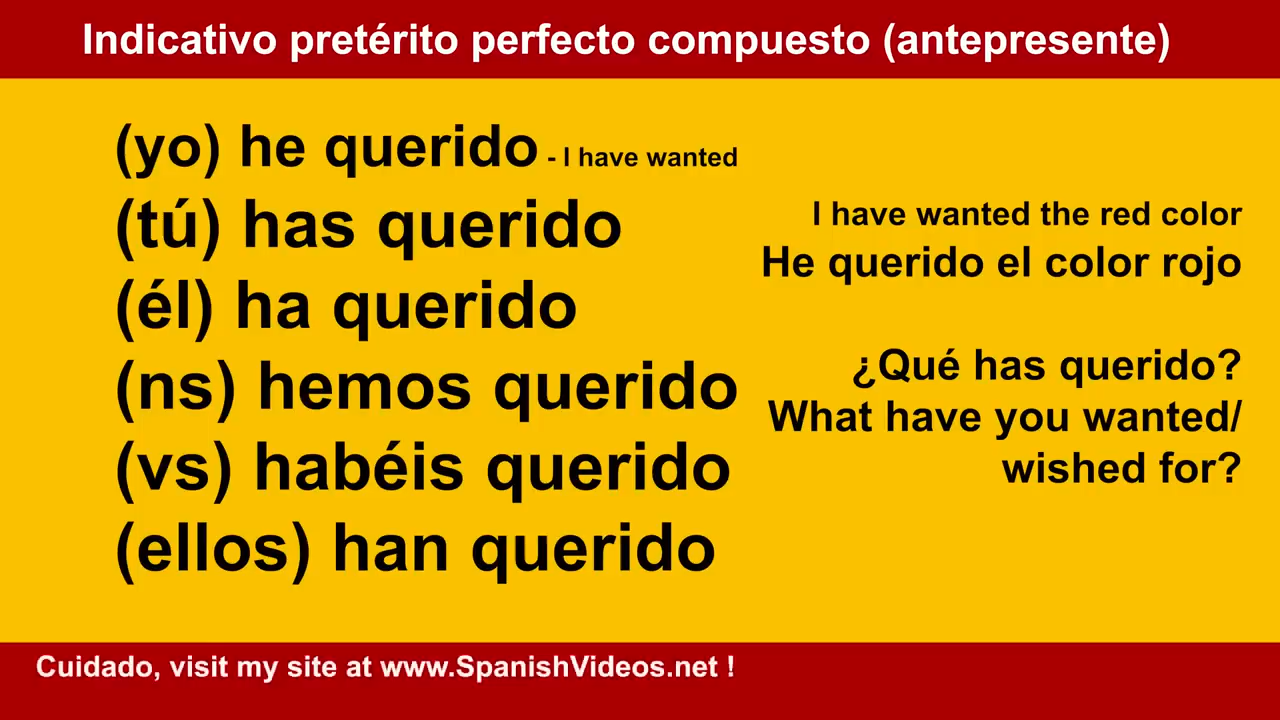 Indicativo pretérito perfecto compuesto (antepresente)
(yo) he querido - I have wanted
(tú) has querido
(él) ha querido
(ns) hemos querido
(vs) habéis querido
(ellos) han querido
I have wanted the red color
He querido el color rojo
¿Qué has querido?
What have you wanted/
wished for?
Cuidado, visit my site at www.SpanishVideos.net !